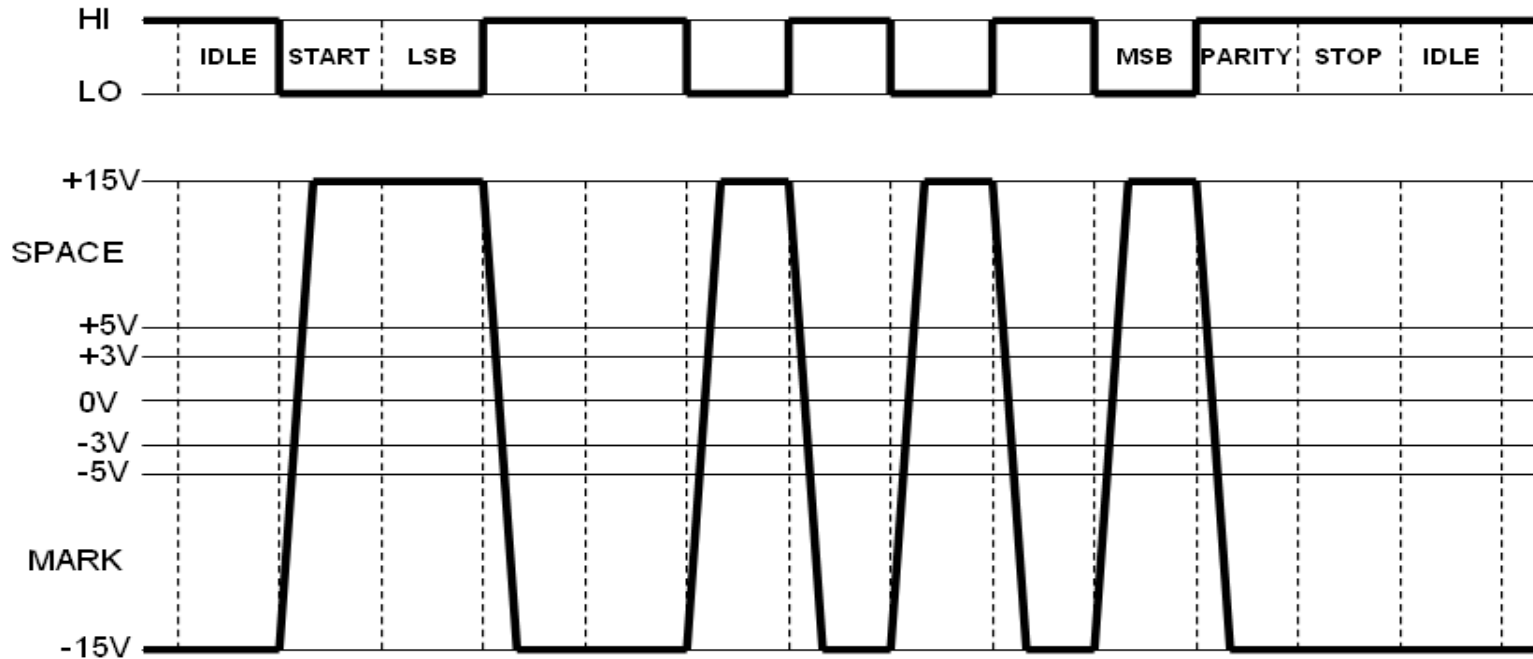 HI
IDLE START LSB MSB PARITY STOP IDLE
LO
+15V
SPACE
+5V
+3V
0V
-3V
-5V
MARK
-15V